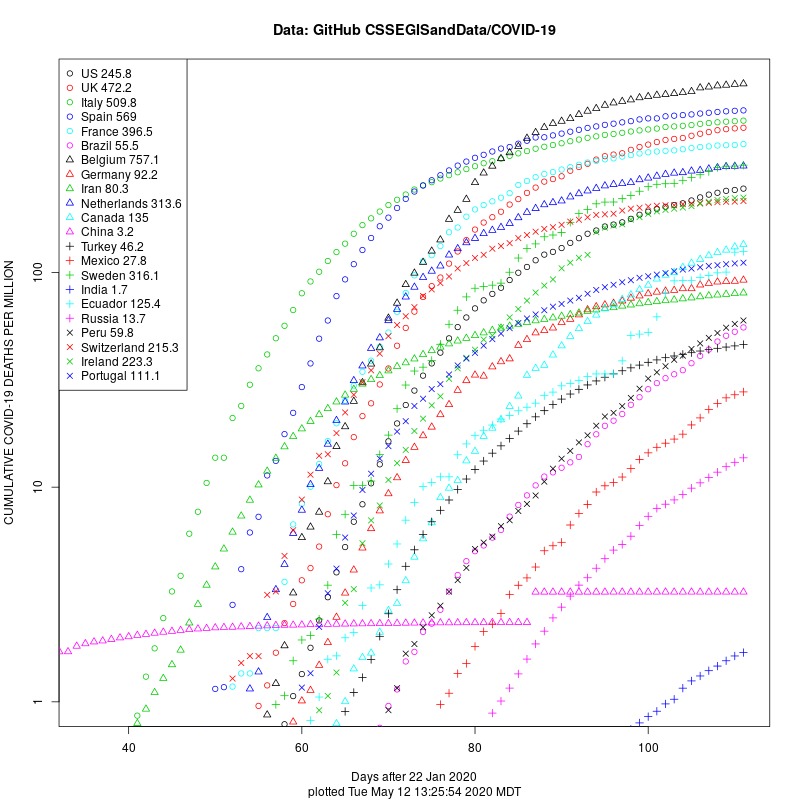 Data: GitHub CSSEGISandData/COVID-19
US 245.8
UK 472.2
Italy 509.8
Spain 569
France 396.5
Brazil 55.5
Belgium 757.1
Germany 92.2
Iran 80.3
Netherlands 313.6
Canada 135
China 3.2
Turkey 46.2
Mexico 27.8
Sweden 316.1
India 1.7
Ecuador 125.4
Russia 13.7
Peru 59.8
Switzerland 215.3
Ireland 223.3
Portugal 111.1
CUMULATIVE COVID-19 DEATHS PER MILLION
100
10
1
40 60 80 100
Days after 22 Jan 2020
plotted Tue May 12 13:25:54 2020 MDT